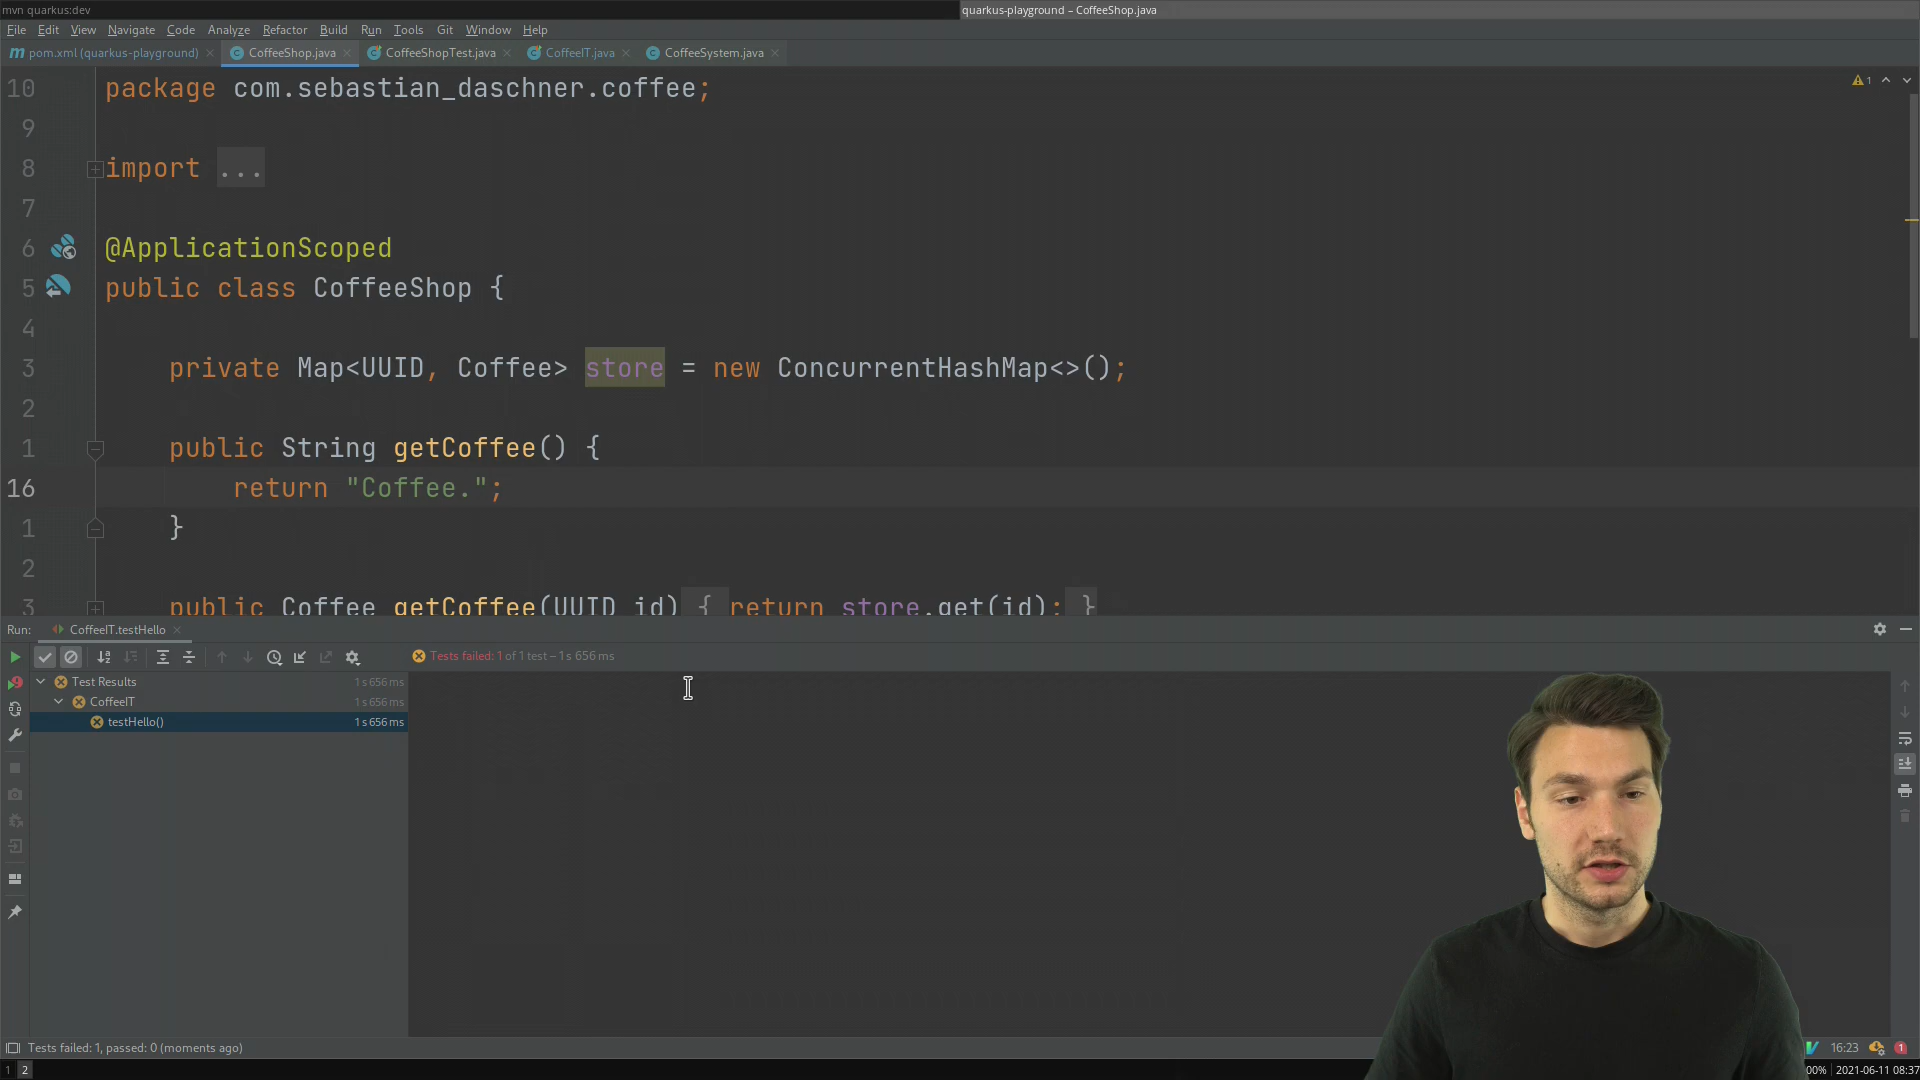 mvn quarkus:dev
quarkus-playground – CoffeeShop.java
File Edit View Navigate Code Analyze Refactor Build Run Tools Git Window Help
pom.xml (quarkus-playground) CoffeeShop.java CoffeeShopTest.java CoffeeIT.java CoffeeSystem.java
10 package com.sebastian_daschner.coffee;
1
9
8 import ...
7
6 @ApplicationScoped
5 public class CoffeeShop {
4
3 private Map<UUID, Coffee> store = new ConcurrentHashMap<>();
2
1 public String getCoffee() {
16 return "Coffee.";
1 }
2
3 public Coffee getCoffee(UUID id) { return store.get(id); }
Run: CoffeeIT.testHello
Tests failed: 1 of 1 test – 1 s 656 ms
Test Results 1 s 656 ms
CoffeeIT 1 s 656 ms
testHello() 1 s 656 ms
Tests failed: 1, passed: 0 (moments ago)
16:23
1
1 2
00% 2021-06-11 08:37